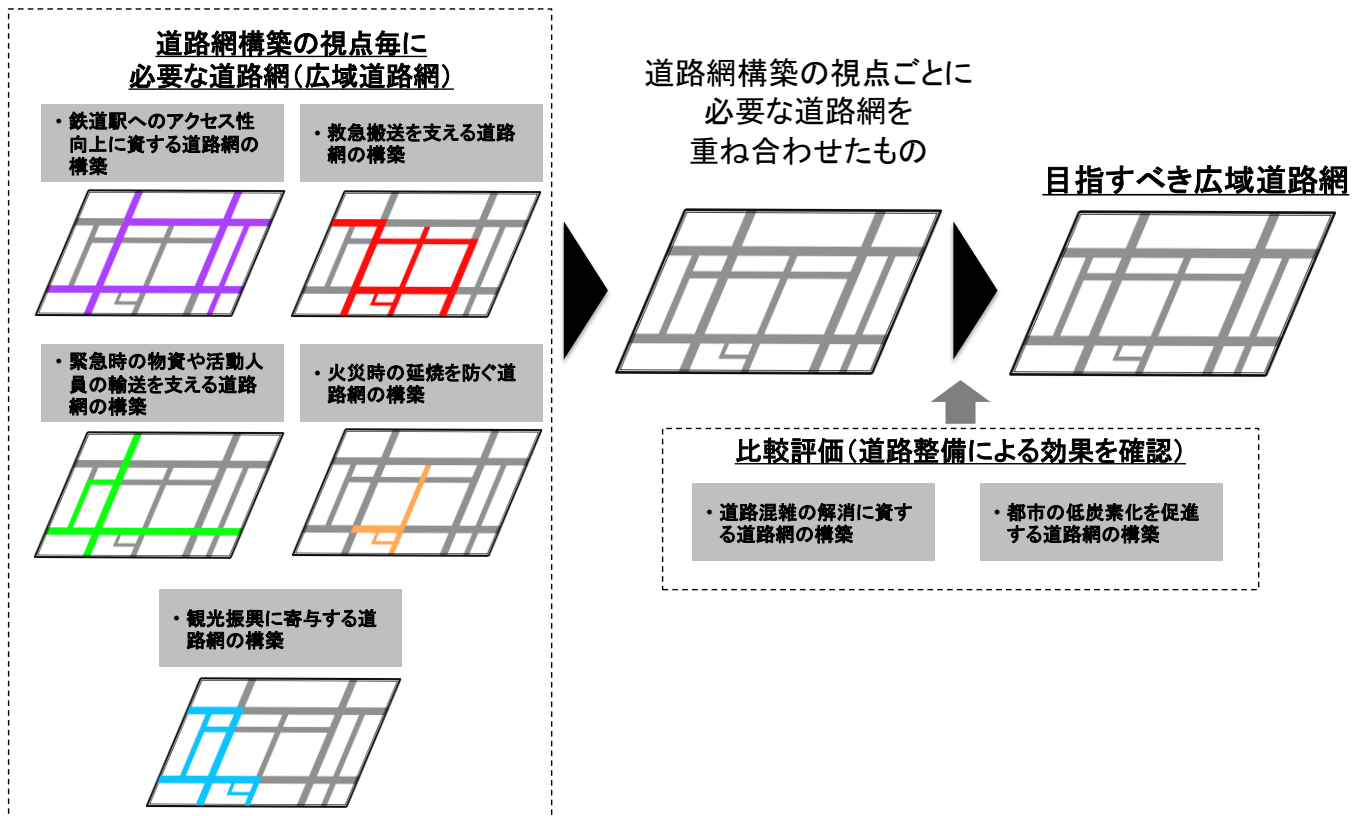 道路網構築の視点毎に
必要な道路網（広域道路網）
・鉄道駅へのアクセス性
向上に資する道路網の
構築
・救急搬送を支える道路
網の構築
・緊急時の物資や活動人
員の輸送を支える道路
網の構築
・火災時の延焼を防ぐ道
路網の構築
・観光振興に寄与する道
路網の構築
道路網構築の視点ごとに
必要な道路網を
重ね合わせたもの
目指すべき広域道路網
比較評価（道路整備による効果を確認）
・道路混雑の解消に資す
る道路網の構築
・都市の低炭素化を促進
する道路網の構築